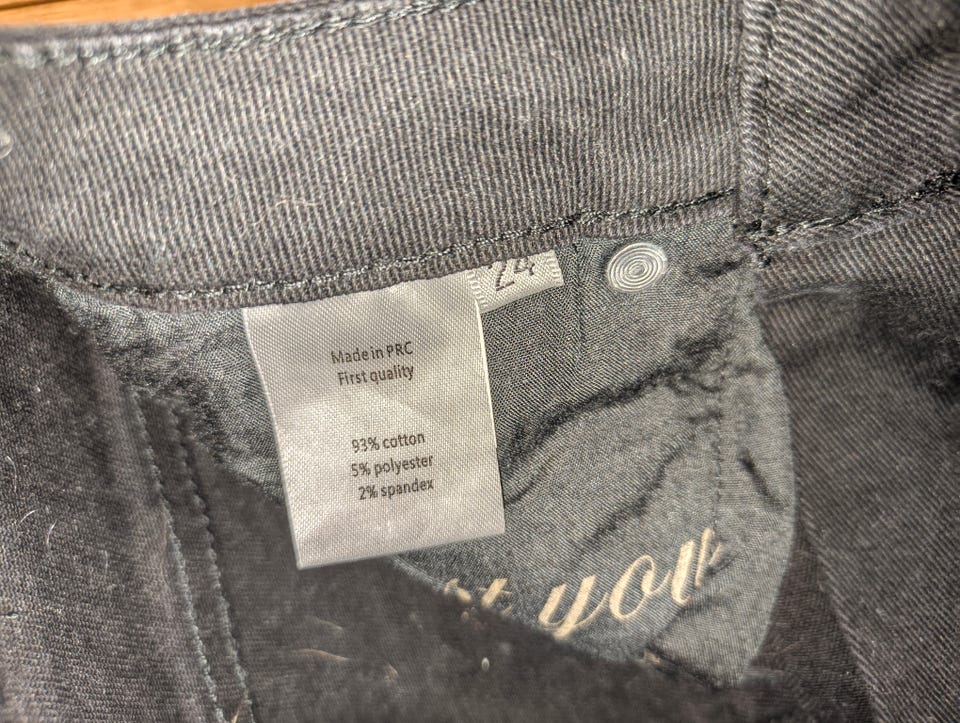 24
Made in PRC
First quality
93% cotton
5% polyester
2% spandex
you